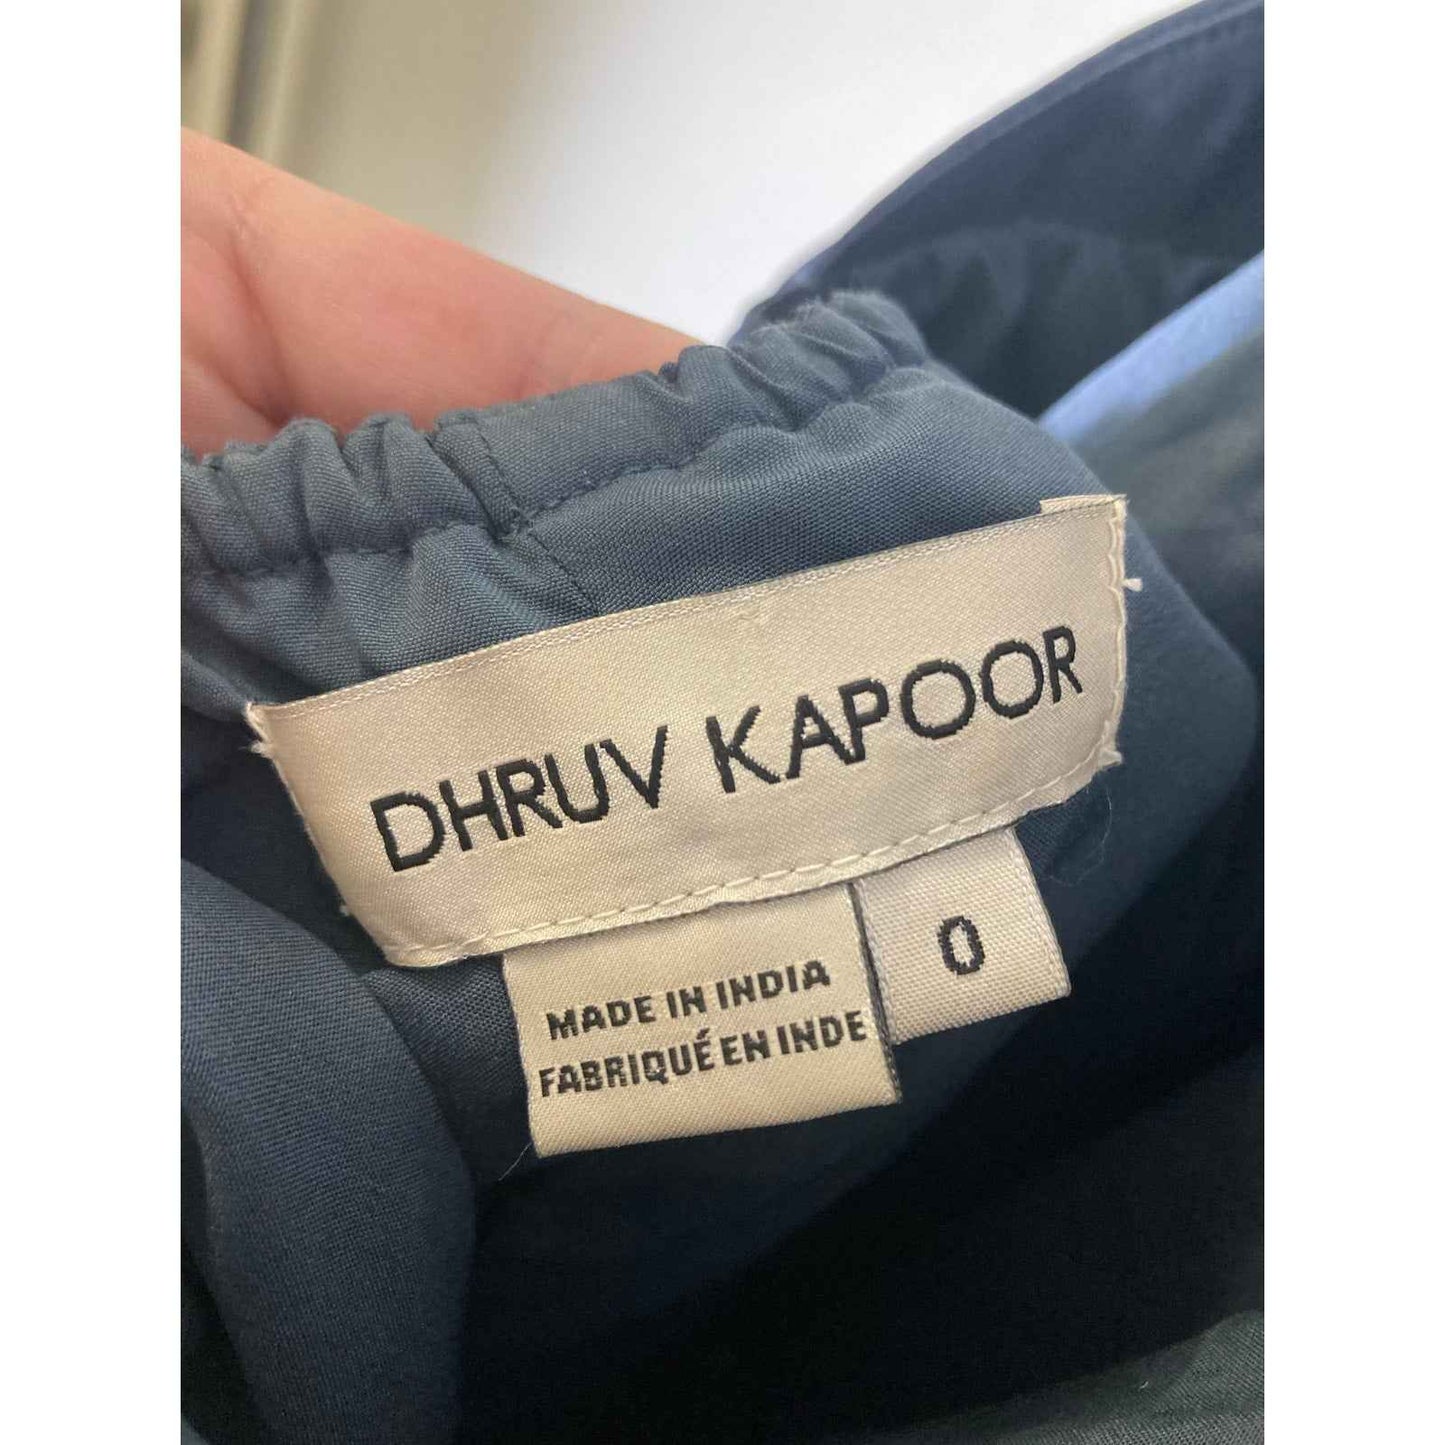 DHRUV KAPOOR
0
MADE IN INDIA
FABRIQUÉ EN INDE